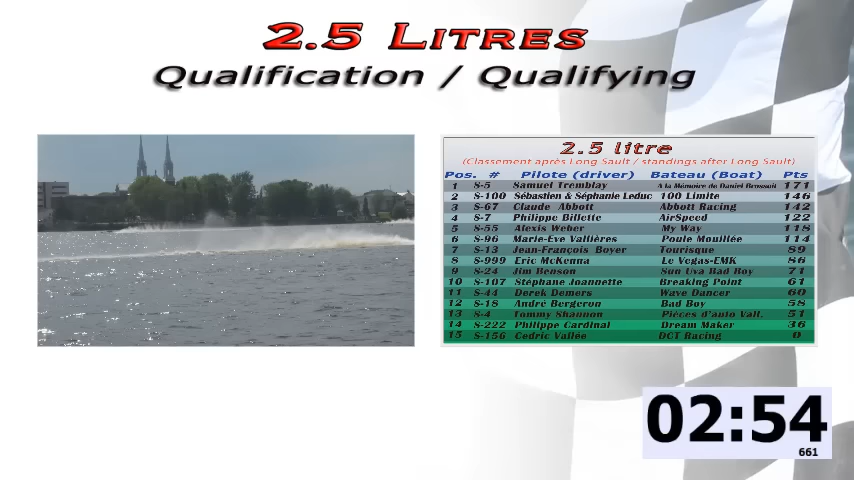 2.5 Litres
Qualification / Qualifying
2.5 litre
(Classement après Long Sault / standings after Long Sault)
Pos. # Pilote (driver) Bateau (Boat) Pts
1 S-5 Samuel Tremblay A la Mémoire de Daniel Brossoit 171
2 S-100 Sébastien & Séphanie Leduc 100 Limite 146
3 S-67 Claude Abbott Abbott Racing 142
4 S-7 Philippe Billette AirSpeed 122
5 S-55 Alexis Weber My Way 118
6 S-96 Marie-Eve Vallières Poule Mouillée 114
7 S-13 Jean-François Boyer Tourisque 89
8 S-999 Eric McKenna Le Vegas-EMK 86
9 S-24 Jim Benson Sun Uva Bad Boy 71
10 S-107 Stéphane Joannette Breaking Point 61
11 S-44 Derek Demers Wave Dancer 60
12 S-18 André Bergeron Bad Boy 58
13 S-4 Tommy Shannon Pièces d'auto Vall. 51
14 S-222 Philippe Cardinal Dream Maker 36
15 S-156 Cedric Vallée DCT Racing 0
02:54
661